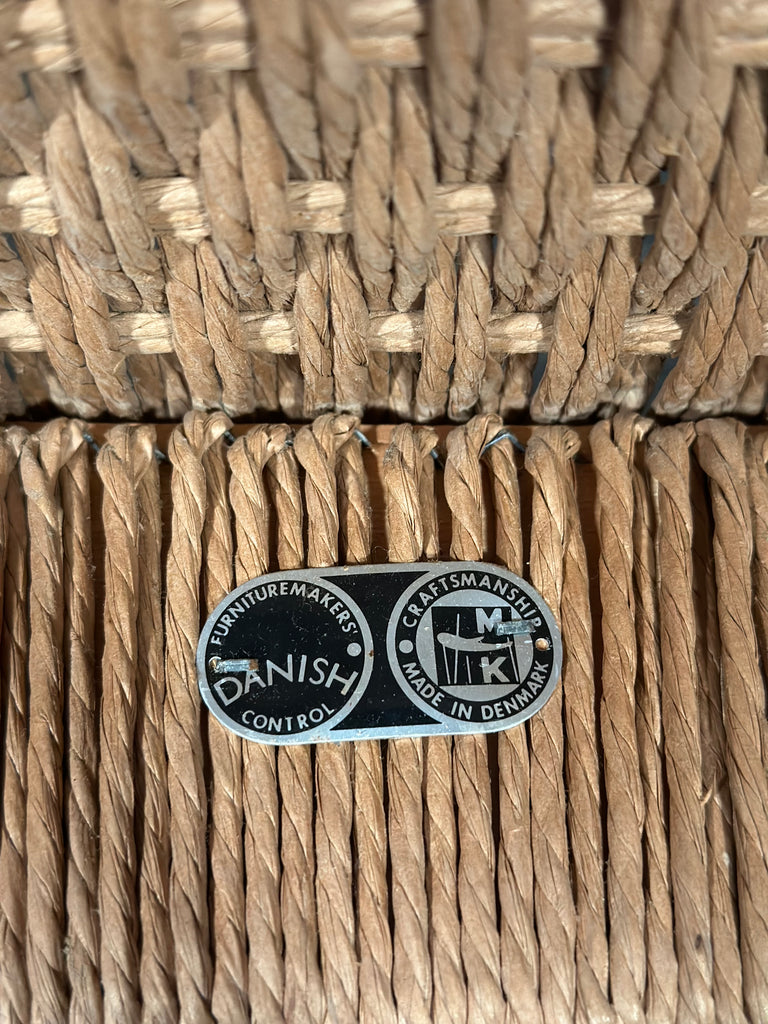 FURNITUREMAKERS'
DANISH
CONTROL
CRAFTSMANSHIP
M
K
MADE IN DENMARK